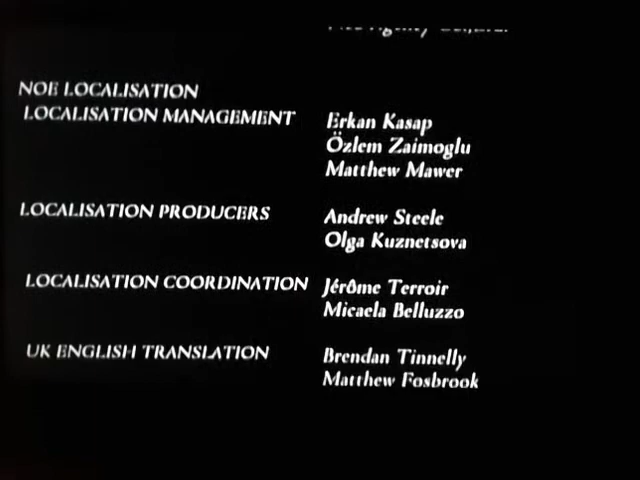 NOE LOCALISATION
LOCALISATION MANAGEMENT Erkan Kasap
Özlem Zaimoglu
Matthew Mawer
LOCALISATION PRODUCERS Andrew Steele
Olga Kuznetsova
LOCALISATION COORDINATION Jérôme Terroir
Micaela Belluzzo
UK ENGLISH TRANSLATION Brendan Tinnelly
Matthew Fosbrook